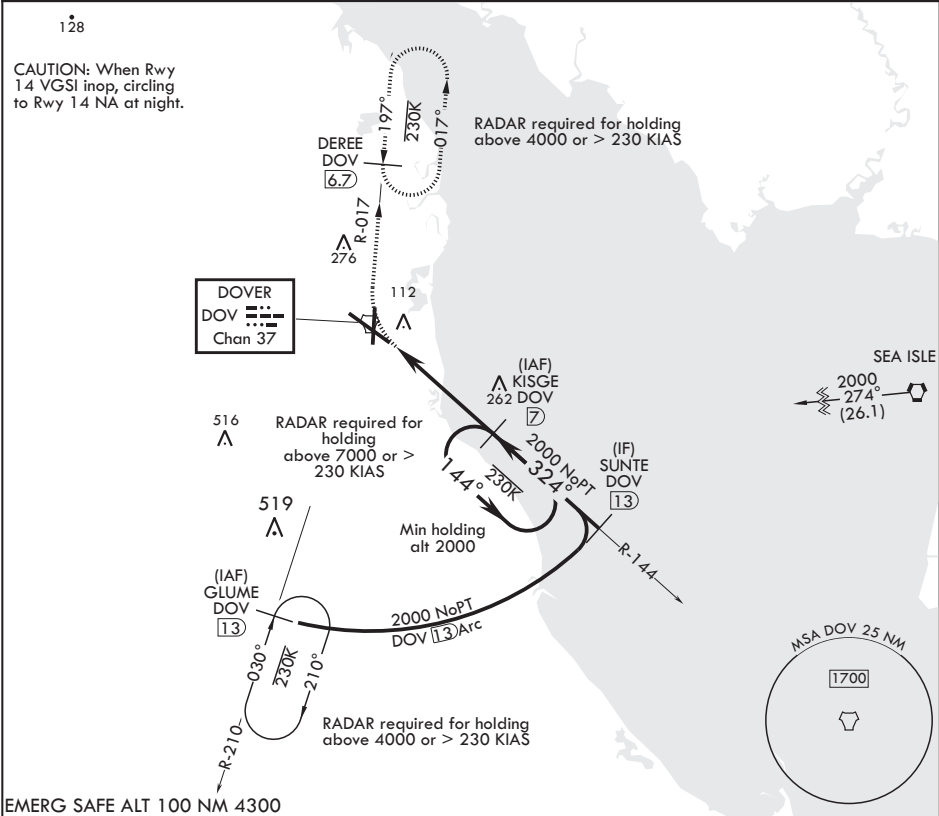 128
CAUTION: When Rwy
14 VGSI inop, circling
to Rwy 14 NA at night.
197°
230K
017°
RADAR required for holding
above 4000 or > 230 KIAS
DEREE
DOV
6.7
R-017
276
112
DOVER
DOV
Chan 37
(IAF)
KISGE
DOV
7
262
SEA ISLE
2000
274°
(26.1)
516
RADAR required for
holding
above 7000 or >
230 KIAS
2000 NoPT
324°
(IF)
SUNTE
DOV
13
144°
230K
Min holding
alt 2000
519
R-144
(IAF)
GLUME
DOV
13
2000 NoPT
DOV 13 Arc
030°
230K
210°
MSA DOV 25 NM
1700
RADAR required for holding
above 4000 or > 230 KIAS
R-210
EMERG SAFE ALT 100 NM 4300